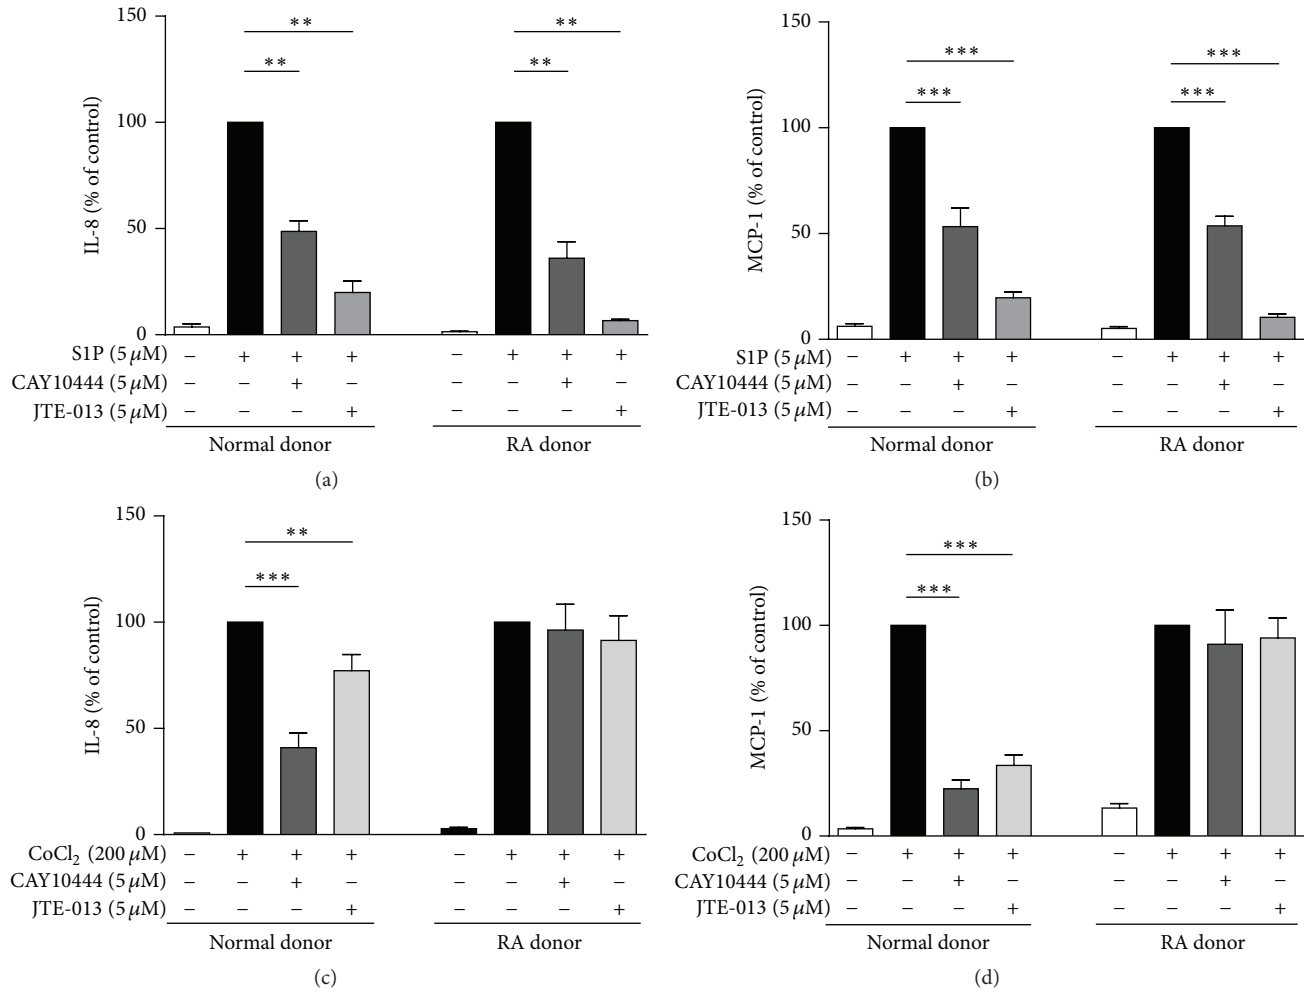 150
100
50
0
IL-8 (% of control)
** **
** **
S1P (5 μM) − + + + − + + +
CAY10444 (5 μM) − − + − − − + −
JTE-013 (5 μM) − − − + − − − +
Normal donor RA donor
(a)
150
100
50
0
MCP-1 (% of control)
*** ***
*** ***
S1P (5 μM) − + + + − + + +
CAY10444 (5 μM) − − + − − − + −
JTE-013 (5 μM) − − − + − − − +
Normal donor RA donor
(b)
150
100
50
0
IL-8 (% of control)
**
***
CoCl₂ (200 μM) − + + + − + + +
CAY10444 (5 μM) − − + − − − + −
JTE-013 (5 μM) − − − + − − − +
Normal donor RA donor
(c)
150
100
50
0
MCP-1 (% of control)
***
***
CoCl₂ (200 μM) − + + + − + + +
CAY10444 (5 μM) − − + − − − + −
JTE-013 (5 μM) − − − + − − − +
Normal donor RA donor
(d)